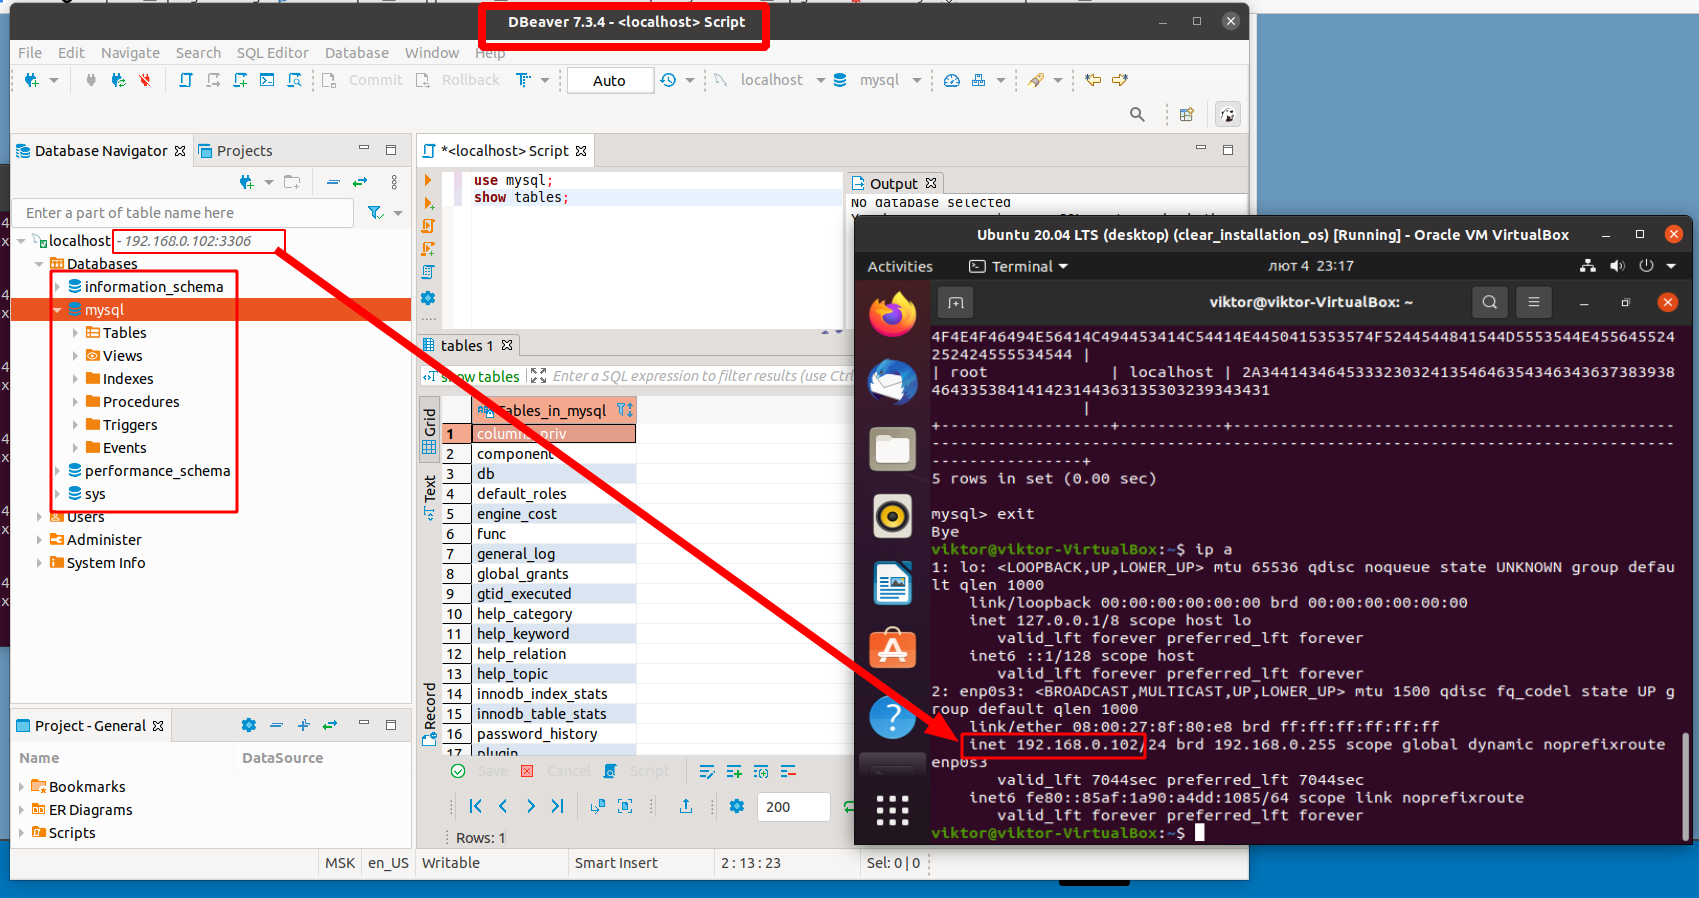 DBeaver 7.3.4 - <localhost> Script
File Edit Navigate Search SQL Editor Database Window Help
Commit Rollback Auto localhost mysql
Database Navigator Projects
Enter a part of table name here
localhost - 192.168.0.102:3306
Databases
information_schema
mysql
Tables
Views
Indexes
Procedures
Triggers
Events
performance_schema
sys
Users
Administer
System Info
Project - General
Name DataSource
Bookmarks
ER Diagrams
Scripts
*<localhost> Script
use mysql;
show tables;
Output
No database selected
tables 1
show tables Enter a SQL expression to filter results (use Ctrl
Grid
Text
Record
Tables_in_mysql
1 columns_priv
2 component
3 db
4 default_roles
5 engine_cost
6 func
7 general_log
8 global_grants
9 gtid_executed
10 help_category
11 help_keyword
12 help_relation
13 help_topic
14 innodb_index_stats
15 innodb_table_stats
16 password_history
17 plugin
Save Cancel Script
200
Rows: 1
MSK en_US Writable Smart Insert 2 : 13 : 23 Sel: 0 | 0
Ubuntu 20.04 LTS (desktop) (clear_installation_os) [Running] - Oracle VM VirtualBox
Activities Terminal лют 4 23:17
viktor@viktor-VirtualBox: ~
4F4E4F46494E56414C494453414C54414E4450415353574F5244544841544D5553544E455645524
252424555534544 |
| root | localhost | 2A34414346453332303241354646354346343637383938
46433538414142314436313530323934 3431
|
+------------------+-----------+-----------------------------------------------
-------------------------------------------------------------------------------
----------------+
5 rows in set (0.00 sec)
mysql> exit
Bye
viktor@viktor-VirtualBox:~$ ip a
1: lo: <LOOPBACK,UP,LOWER_UP> mtu 65536 qdisc noqueue state UNKNOWN group defau
lt qlen 1000
link/loopback 00:00:00:00:00:00 brd 00:00:00:00:00:00
inet 127.0.0.1/8 scope host lo
valid_lft forever preferred_lft forever
inet6 ::1/128 scope host
valid_lft forever preferred_lft forever
2: enp0s3: <BROADCAST,MULTICAST,UP,LOWER_UP> mtu 1500 qdisc fq_codel state UP g
roup default qlen 1000
link/ether 08:00:27:8f:80:e8 brd ff:ff:ff:ff:ff:ff
inet 192.168.0.102/24 brd 192.168.0.255 scope global dynamic noprefixroute
enp0s3
valid_lft 7044sec preferred_lft 7044sec
inet6 fe80::85af:1a90:a4dd:1085/64 scope link noprefixroute
valid_lft forever preferred_lft forever
viktor@viktor-VirtualBox:~$